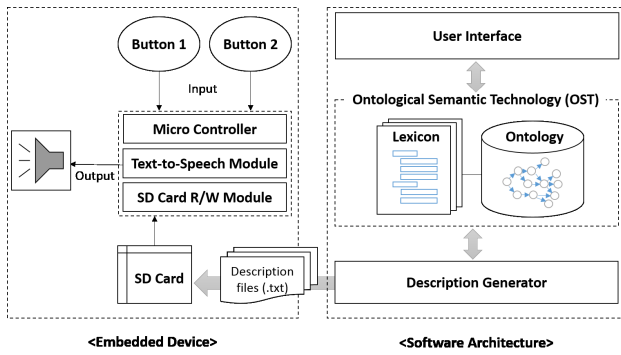 Button 1
Button 2
Input
Micro Controller
Text-to-Speech Module
SD Card R/W Module
Output
SD Card
Description
files (.txt)
<Embedded Device>
User Interface
Ontological Semantic Technology (OST)
Lexicon
Ontology
Description Generator
<Software Architecture>